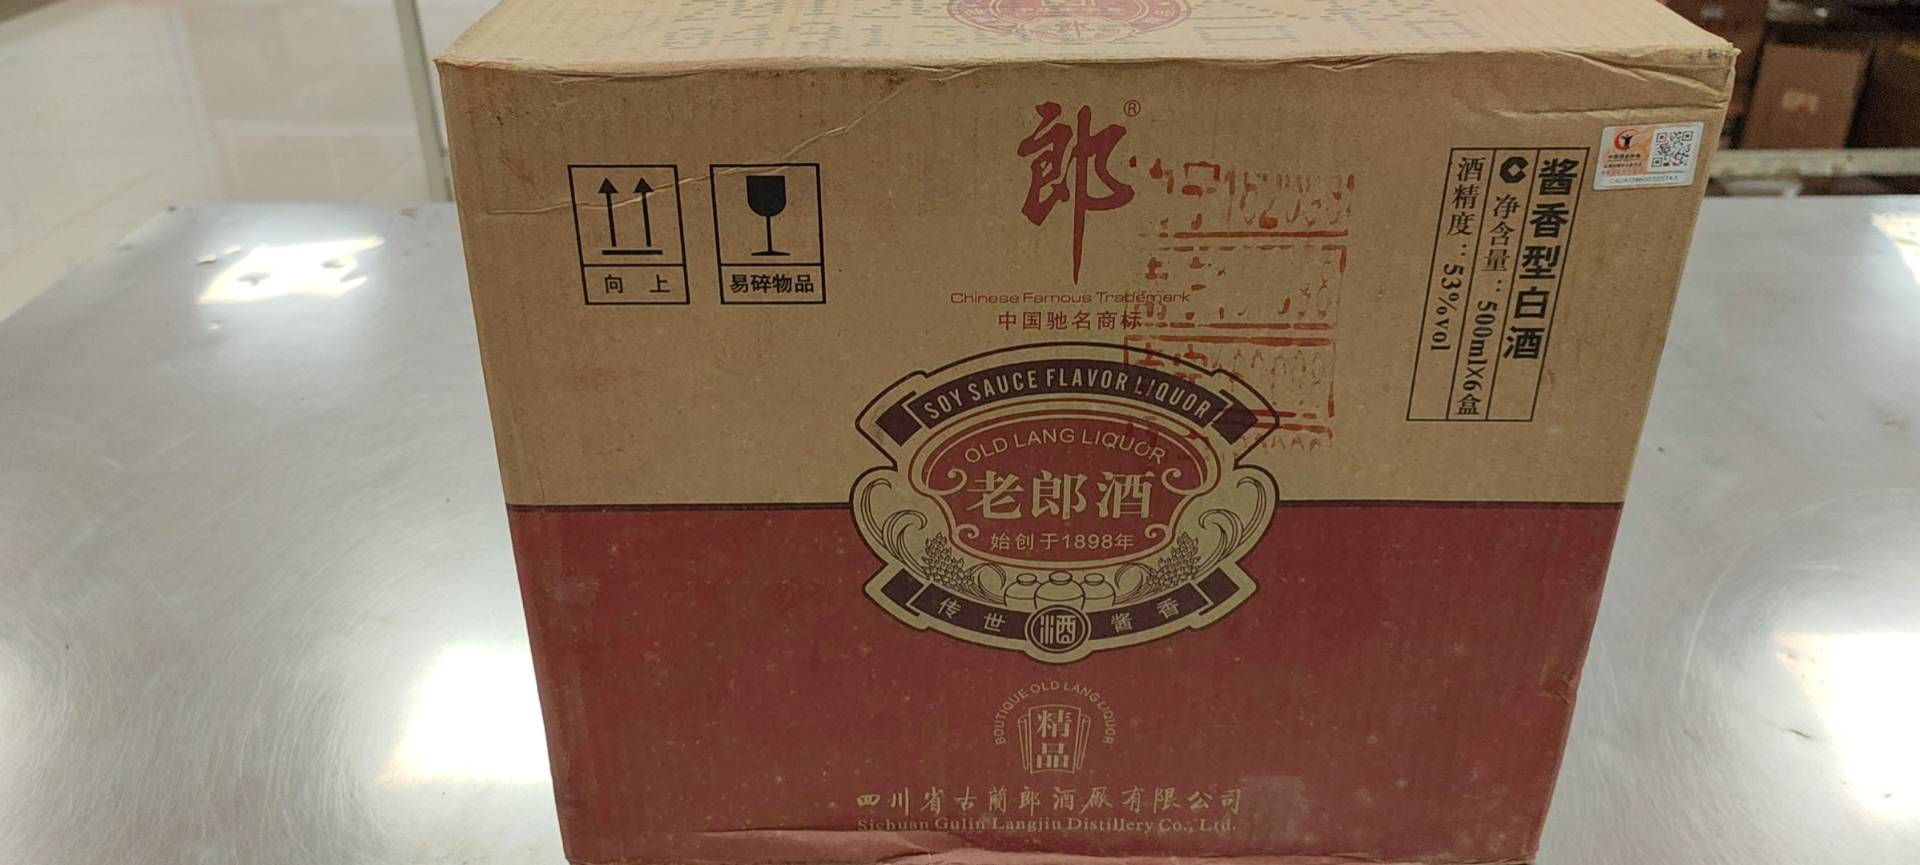 郎®
Chinese Famous Trademark
中国驰名商标
向上
易碎物品
酱香型白酒
净含量：500ml×6盒
酒精度：53%vol
SOY SAUCE FLAVOR LIQUOR
OLD LANG LIQUOR
老郎酒
始创于1898年
传世
酒
酱香
BOUTIQUE OLD LANG LIQUOR
精品
四川省古蔺郎酒厰有限公司
Sichuan Gulin Langjiu Distillery Co., Ltd.